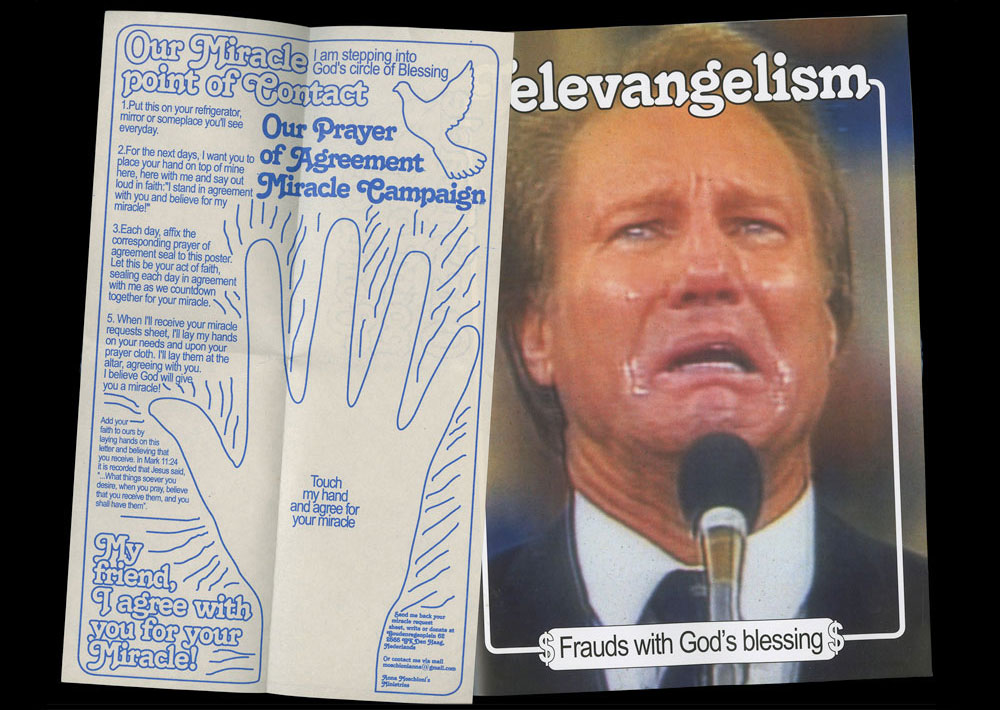 Our Miracle
point of Contact
I am stepping into
God's circle of Blessing
Our Prayer
of Agreement
Miracle Campaign
1.Put this on your refrigerator,
mirror or someplace you'll see
everyday.
2.For the next days, I want you to
place your hand on top of mine
here, here with me and say out
loud in faith:"I stand in agreement
with you and believe for my
miracle!"
3.Each day, affix the
corresponding prayer of
agreement seal to this poster.
Let this be your act of faith,
sealing each day in agreement
with me as we countdown
together for your miracle.
5. When I'll receive your miracle
requests sheet, I'll lay my hands
on your needs and upon your
prayer cloth. I'll lay them at the
altar, agreeing with you.
I believe God will give
you a miracle!
Add your
faith to ours by
laying hands on this
letter and believing that
you receive. In Mark 11:24
it is recorded that Jesus said,
"...What things soever you
desire, when you pray, believe
that you receive them, and you
shall have them".
Touch
my hand
and agree for
your miracle
My
friend,
I agree with
you for your
Miracle!
Send me back your
miracle request
sheet, write or donate at
Den Haag,
Nederlands
Or contact me via mail
moschionianna@gmail.com
Anna Moschioni's
Ministries
elevangelism
$ Frauds with God's blessing $